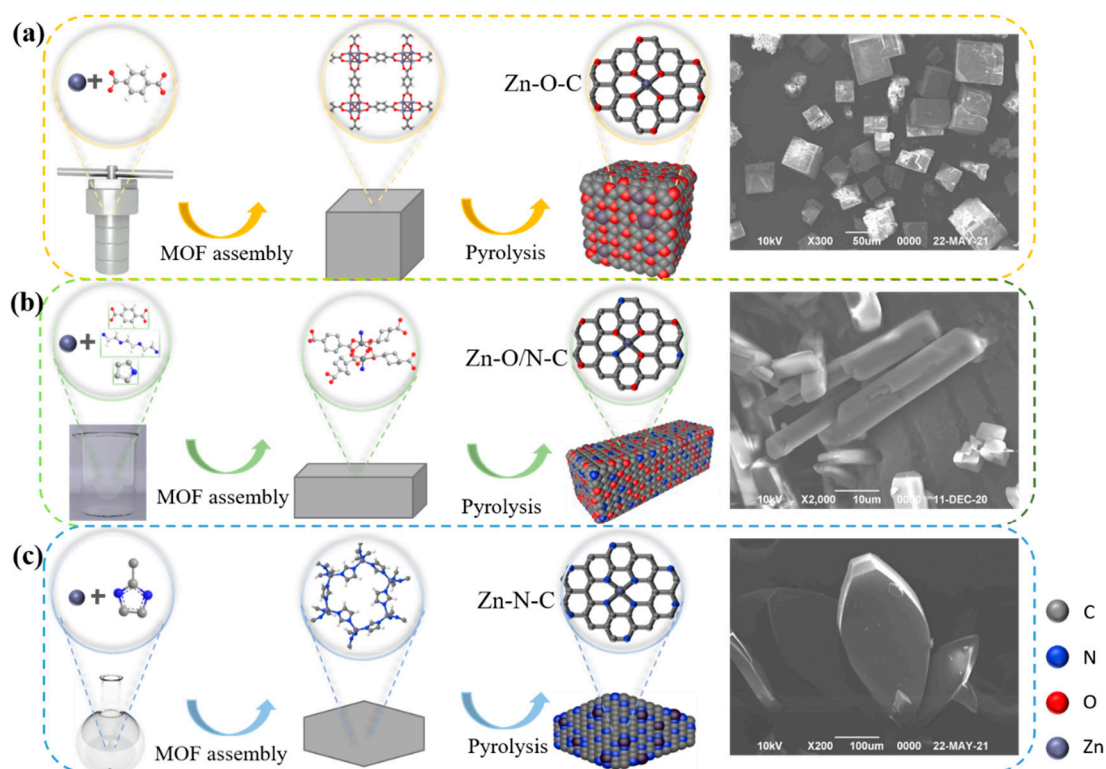 (a)
+
Zn-O-C
MOF assembly
Pyrolysis
10kV X300 50um 0000 22-MAY-21
(b)
+
Zn-O/N-C
MOF assembly
Pyrolysis
10kV X2,000 10um 0000 11-DEC-20
(c)
+
Zn-N-C
MOF assembly
Pyrolysis
10kV X200 100um 0000 22-MAY-21
C
N
O
Zn